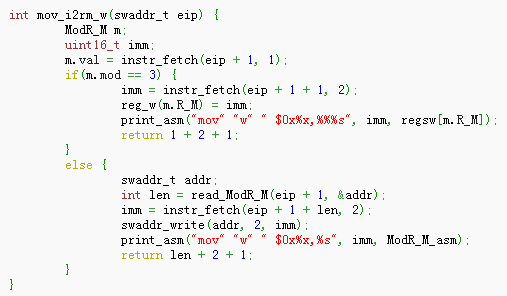 int mov_i2rm_w(swaddr_t eip) {
        ModR_M m;
        uint16_t imm;
        m.val = instr_fetch(eip + 1, 1);
        if(m.mod == 3) {
                imm = instr_fetch(eip + 1 + 1, 2);
                reg_w(m.R_M) = imm;
                print_asm("mov" "w" " $0x%x,%%%s", imm, regsw[m.R_M]);
                return 1 + 2 + 1;
        }
        else {
                swaddr_t addr;
                int len = read_ModR_M(eip + 1, &addr);
                imm = instr_fetch(eip + 1 + len, 2);
                swaddr_write(addr, 2, imm);
                print_asm("mov" "w" " $0x%x,%s", imm, ModR_M_asm);
                return len + 2 + 1;
        }
}